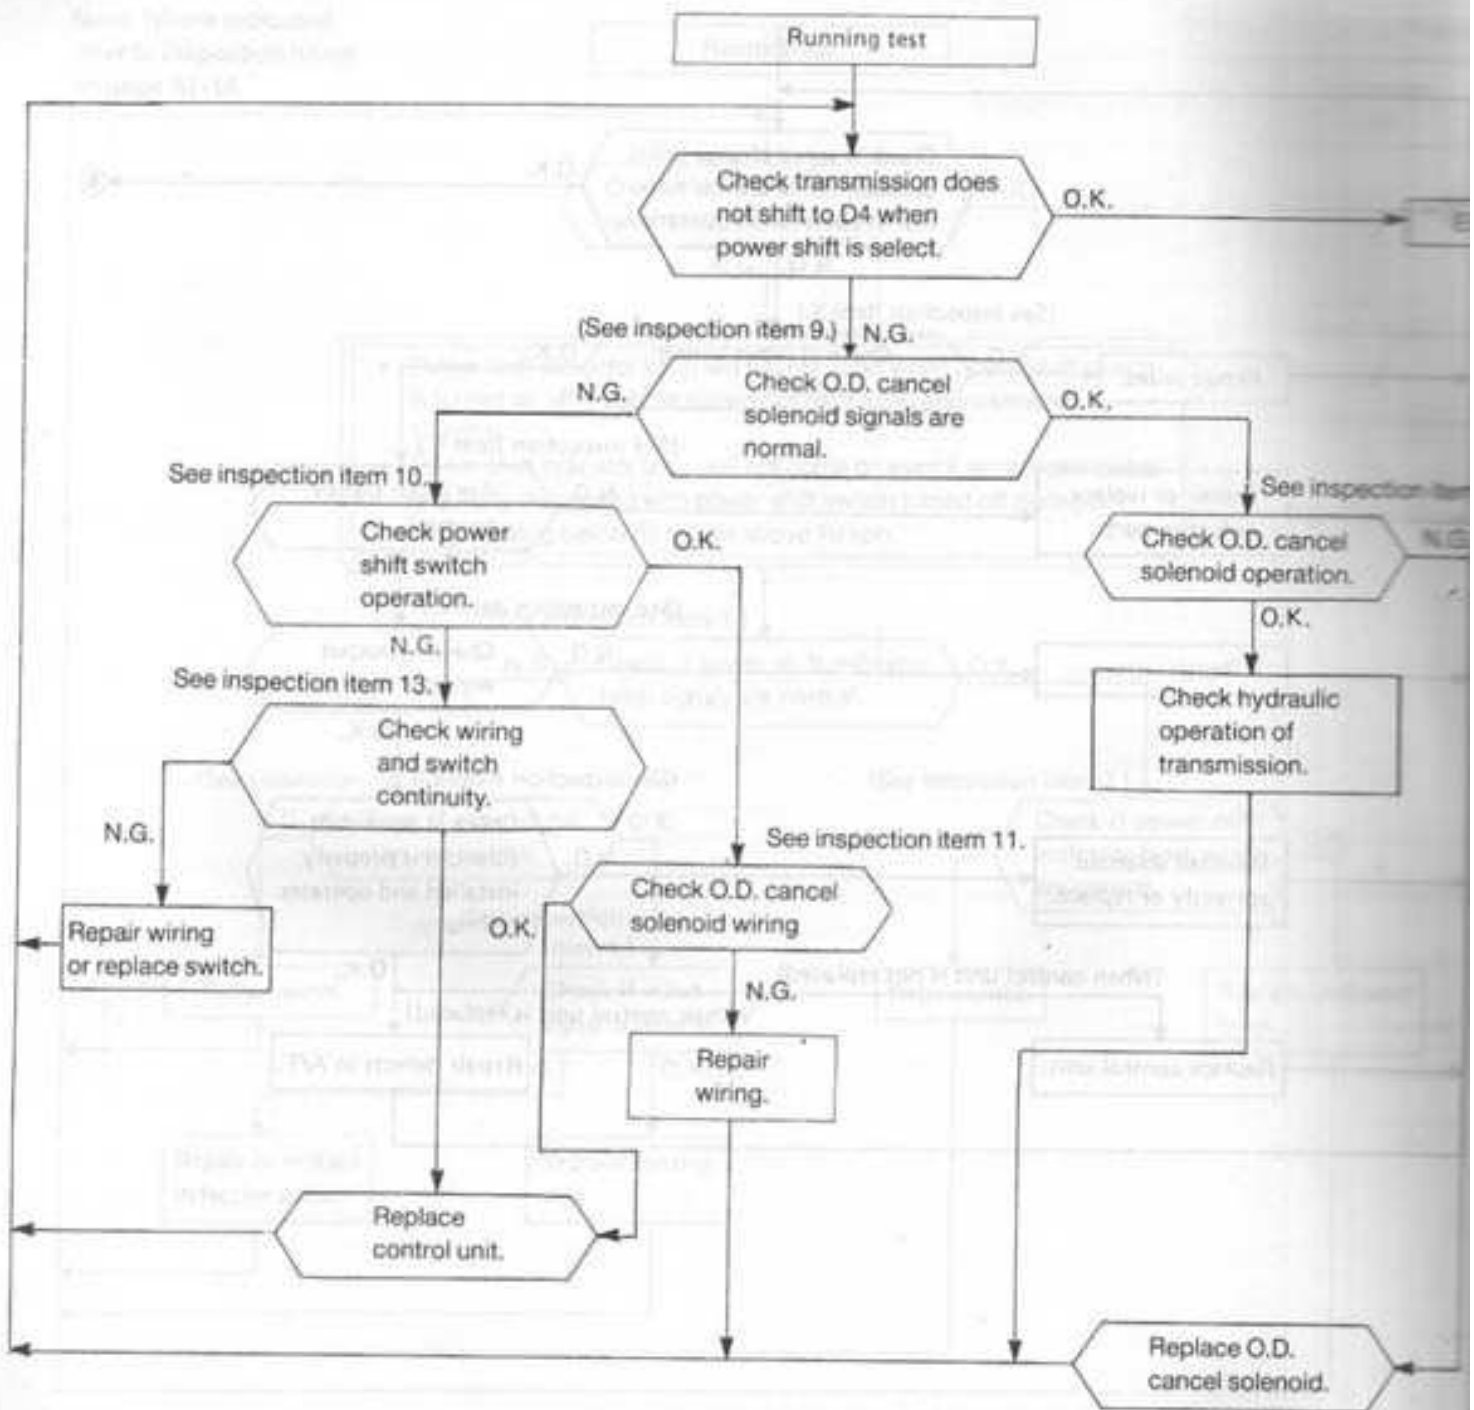 Running test
Check transmission does
not shift to D4 when
power shift is select.
O.K.
(See inspection item 9.)
N.G.
N.G.
Check O.D. cancel
solenoid signals are
normal.
O.K.
See inspection item 10.
Check power
shift switch
operation.
O.K.
See inspection item
Check O.D. cancel
solenoid operation.
N.G.
O.K.
N.G.
See inspection item 13.
Check wiring
and switch
continuity.
Check hydraulic
operation of
transmission.
N.G.
See inspection item 11.
Check O.D. cancel
solenoid wiring
O.K.
Repair wiring
or replace switch.
N.G.
Repair
wiring.
Replace
control unit.
Replace O.D.
cancel solenoid.